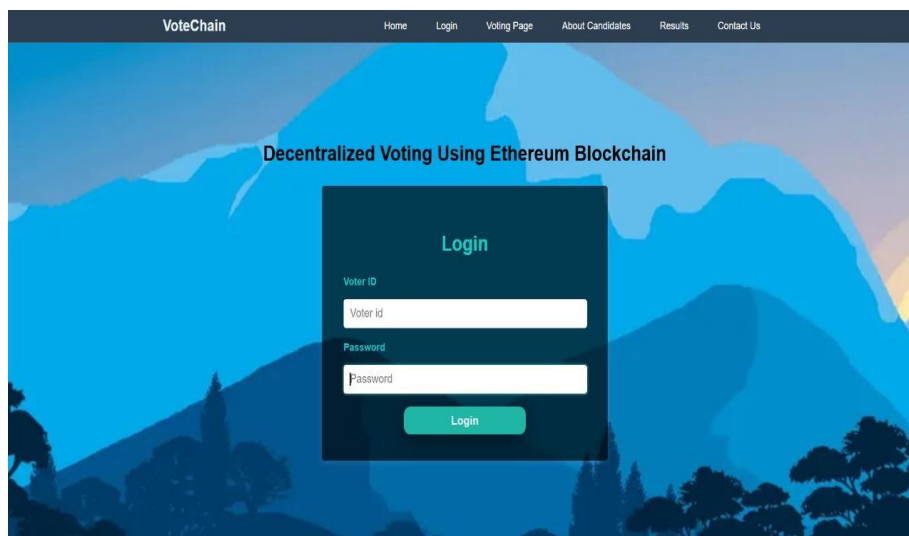 VoteChain Home Login Voting Page About Candidates Results Contact Us
Decentralized Voting Using Ethereum Blockchain
Login
Voter ID
Voter id
Password
Password
Login